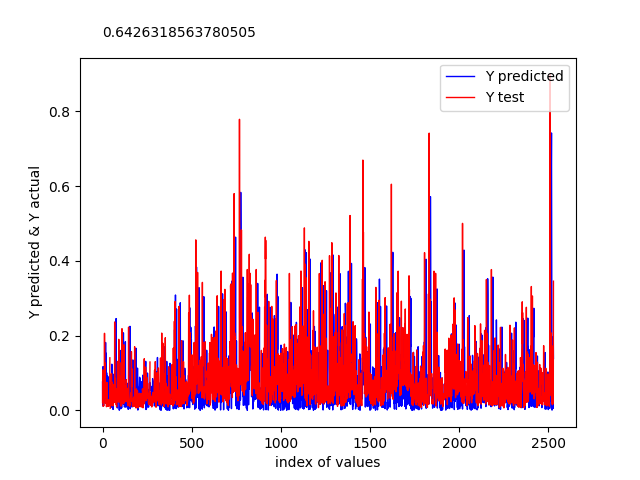 0.6426318563780505
Y predicted
Y test
0.8
0.6
0.4
0.2
0.0
Y predicted & Y actual
0 500 1000 1500 2000 2500
index of values